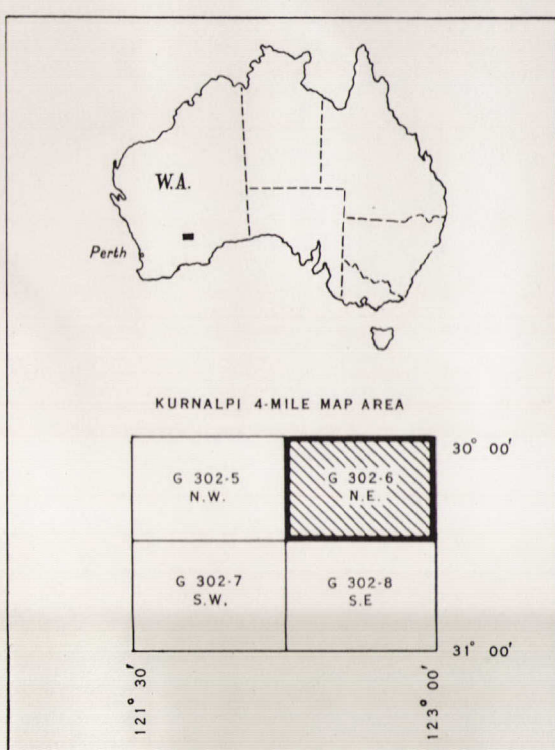 W.A.
Perth
KURNALPI 4-MILE MAP AREA
30° 00'
G 302·5
N.W.
G 302·6
N.E.
G 302·7
S.W,
G 302·8
S.E
31° 00'
121° 30'
123° 00'